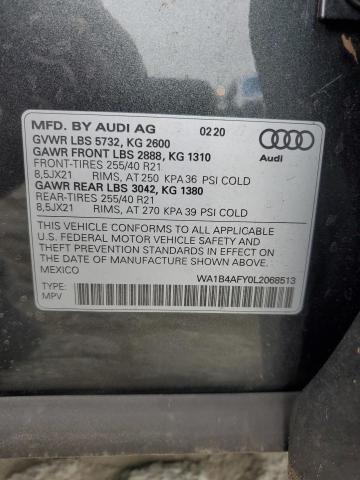 MFD. BY AUDI AG 02.20
GVWR LBS 5732, KG 2600
GAWR FRONT LBS 2888, KG 1310
FRONT-TIRES 255/40 R21
8,5JX21 RIMS, AT 250 KPA 36 PSI COLD
GAWR REAR LBS 3042, KG 1380
REAR-TIRES 255/40 R21
8,5JX21 RIMS, AT 270 KPA 39 PSI COLD
Audi
THIS VEHICLE CONFORMS TO ALL APPLICABLE
U.S. FEDERAL MOTOR VEHICLE SAFETY AND
THEFT PREVENTION STANDARDS IN EFFECT ON
THE DATE OF MANUFACTURE SHOWN ABOVE.
MEXICO
WA1B4AFY0L2068513
TYPE:
MPV